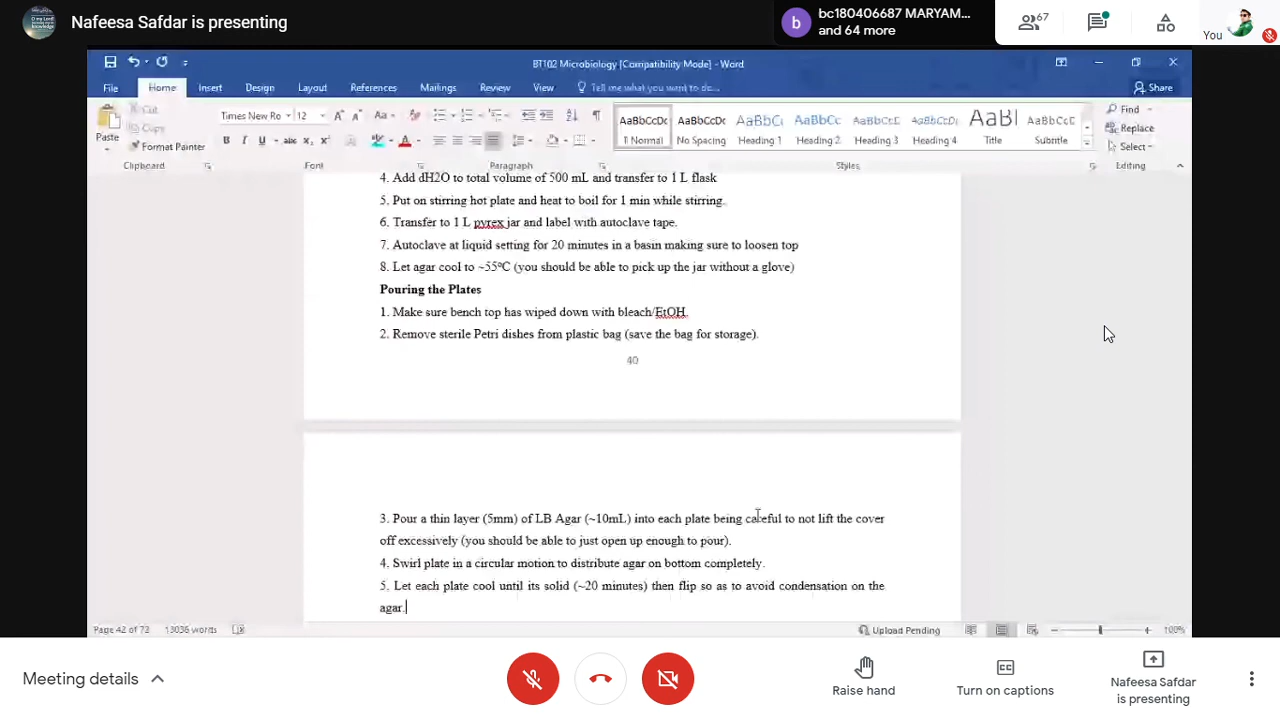 Nafeesa Safdar is presenting
b
bc180406687 MARYAM...
and 64 more
67
You
BT102 Microbiology [Compatibility Mode] - Word
File Home Insert Design Layout References Mailings Review View Tell me what you want to do... Share
Paste
Cut
Copy
Format Painter
Times New Ro 12
AaBbCcDc AaBbCcDc AaBbC AaBbCc AaBbCcD AaBbCcDc AaBl AaBbCcD
1 Normal No Spacing Heading 1 Heading 2 Heading 3 Heading 4 Title Subtitle
Find
Replace
Select
Clipboard Font Paragraph Styles Editing
4. Add dH2O to total volume of 500 mL and transfer to 1 L flask
5. Put on stirring hot plate and heat to boil for 1 min while stirring.
6. Transfer to 1 L pyrex jar and label with autoclave tape.
7. Autoclave at liquid setting for 20 minutes in a basin making sure to loosen top
8. Let agar cool to ~55°C (you should be able to pick up the jar without a glove)
Pouring the Plates
1. Make sure bench top has wiped down with bleach/EtOH.
2. Remove sterile Petri dishes from plastic bag (save the bag for storage).
40
3. Pour a thin layer (5mm) of LB Agar (~10mL) into each plate being careful to not lift the cover
off excessively (you should be able to just open up enough to pour).
4. Swirl plate in a circular motion to distribute agar on bottom completely.
5. Let each plate cool until its solid (~20 minutes) then flip so as to avoid condensation on the
agar.
Page 42 of 72 13036 words Upload Pending 100%
Meeting details
Raise hand
Turn on captions
Nafeesa Safdar
is presenting